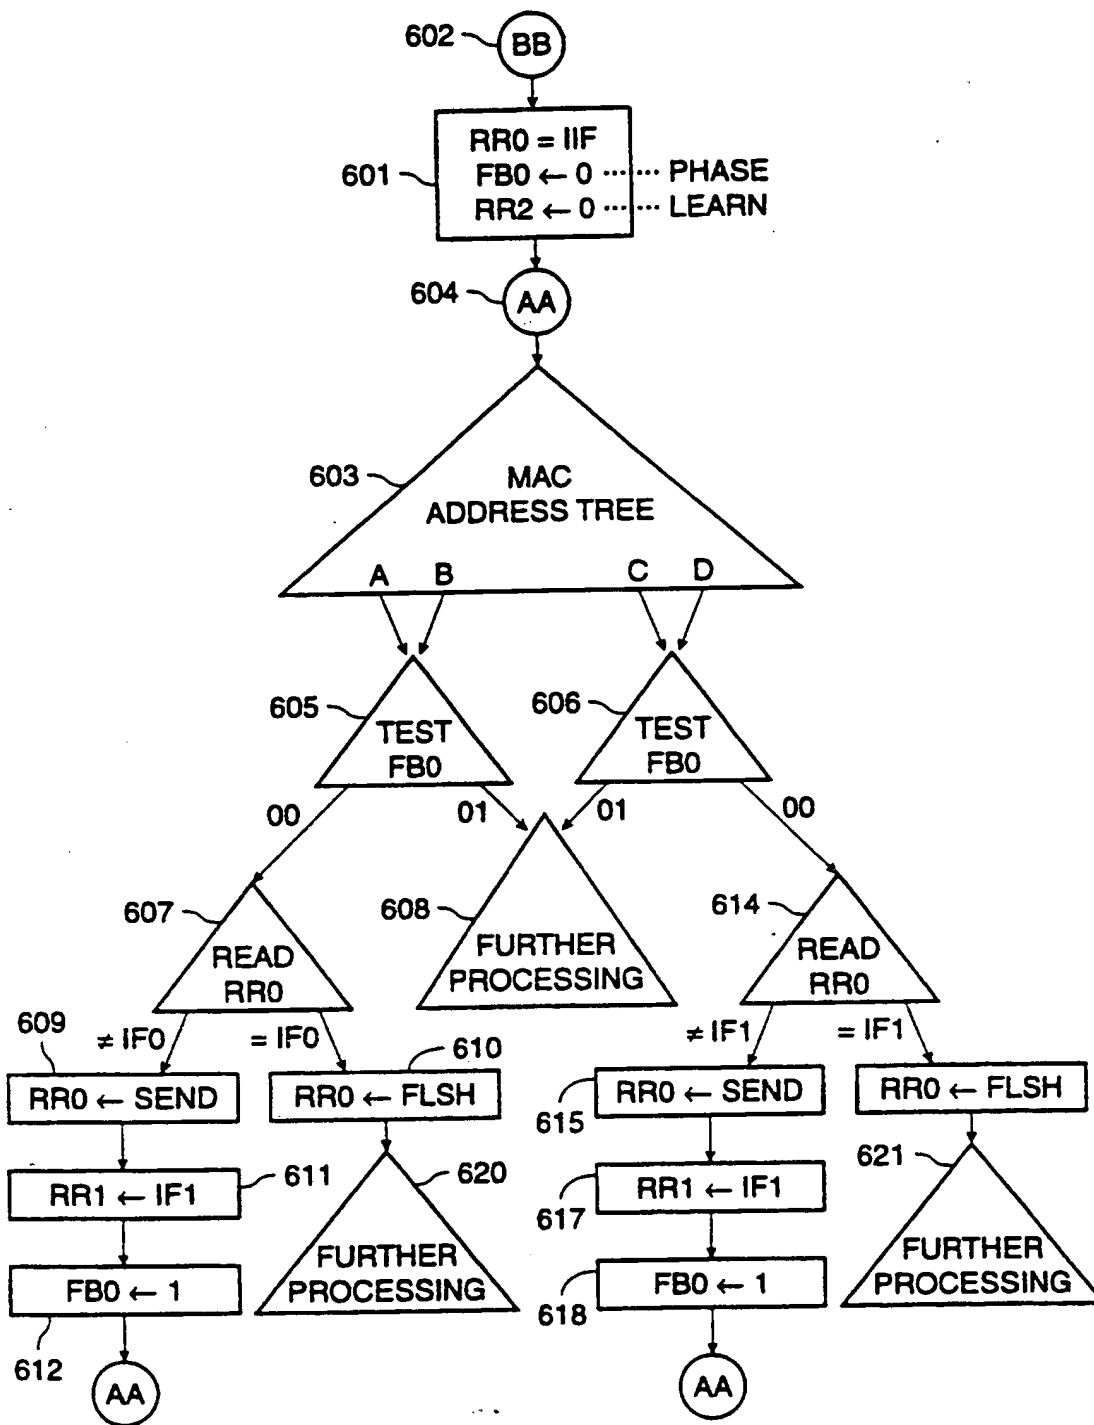 602
BB
RR0 = IIF
601
FB0 ← 0 ······ PHASE
RR2 ← 0 ······ LEARN
604
AA
603
MAC
ADDRESS TREE
A B C D
605
TEST
FB0
606
TEST
FB0
00
01
01
00
607
READ
RR0
608
FURTHER
PROCESSING
614
READ
RR0
609
≠ IF0
= IF0
610
≠ IF1
= IF1
RR0 ← SEND
RR0 ← FLSH
615
RR0 ← SEND
RR0 ← FLSH
RR1 ← IF1
611
620
FURTHER
PROCESSING
RR1 ← IF1
617
621
FURTHER
PROCESSING
FB0 ← 1
612
FB0 ← 1
618
AA
AA